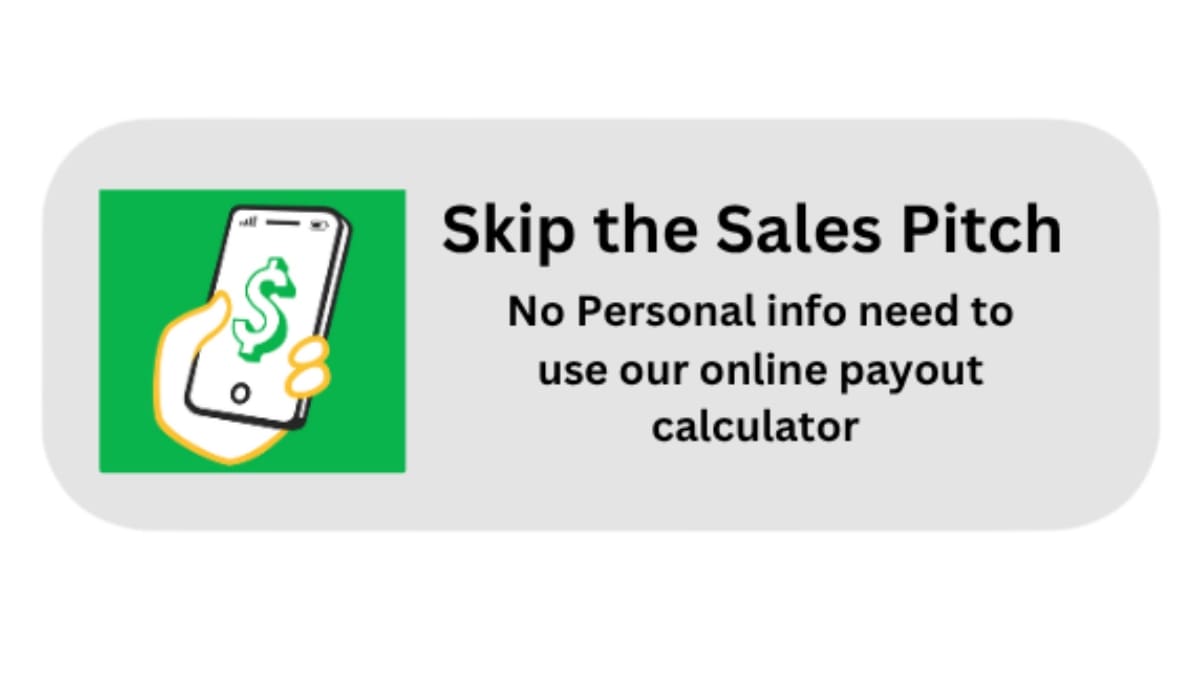 Skip the Sales Pitch
No Personal info need to
use our online payout
calculator
$